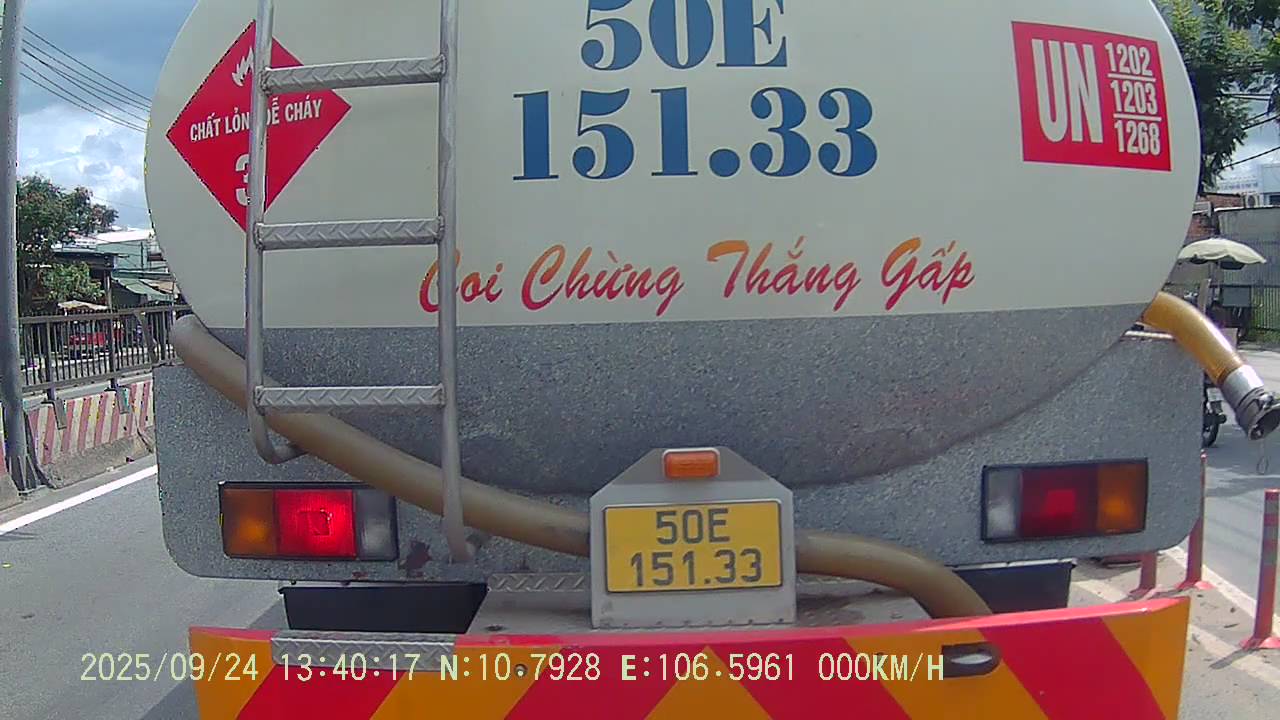 50E
151.33
CHẤT LỎNG DỄ CHÁY
3
UN
1202
1203
1268
Coi Chừng Thắng Gấp
50E
151.33
2025/09/24 13:40:17 N:10.7928 E:106.5961 000KM/H